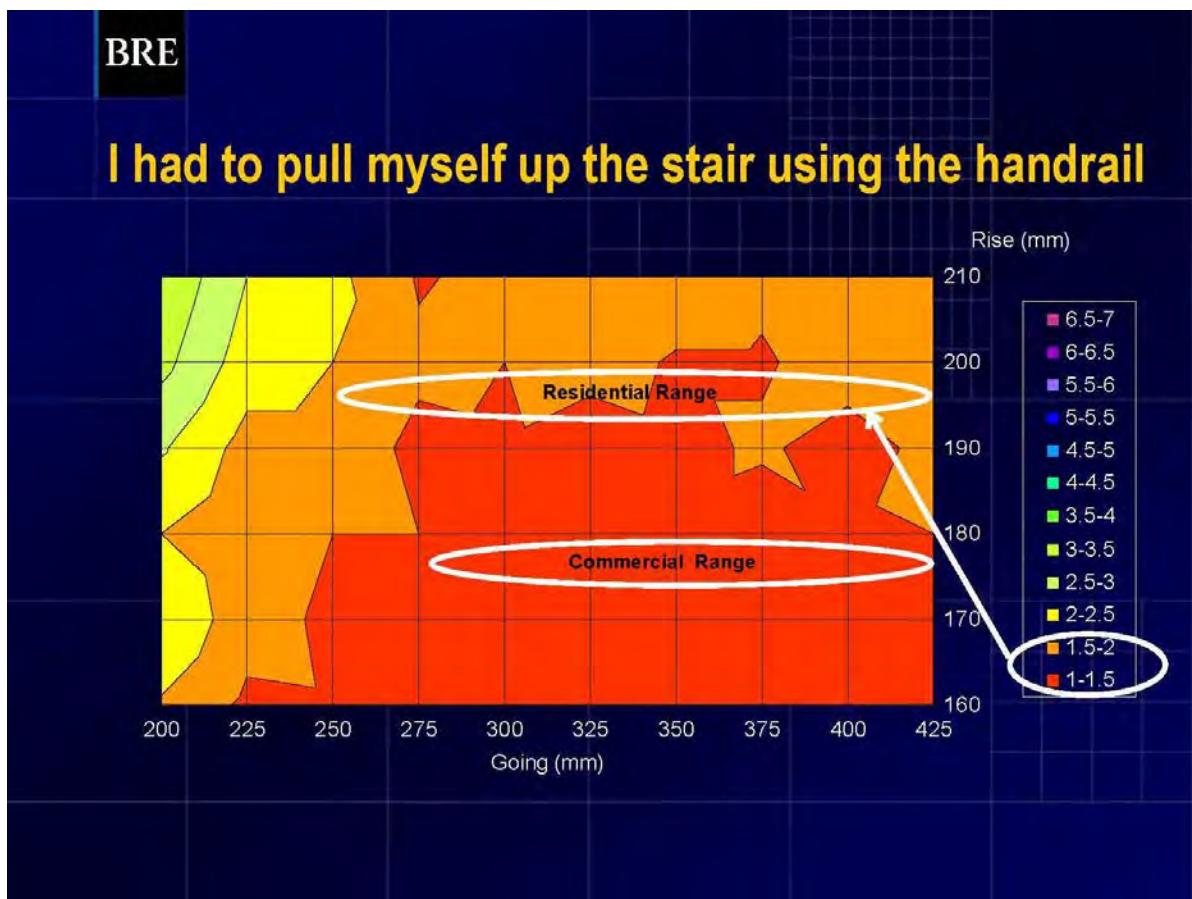 BRE
I had to pull myself up the stair using the handrail
Rise (mm)
210
200
190
180
170
160
Residential Range
Commercial Range
6.5-7
6-6.5
5.5-6
5-5.5
4.5-5
4-4.5
3.5-4
3-3.5
2.5-3
2-2.5
1.5-2
1-1.5
200 225 250 275 300 325 350 375 400 425
Going (mm)